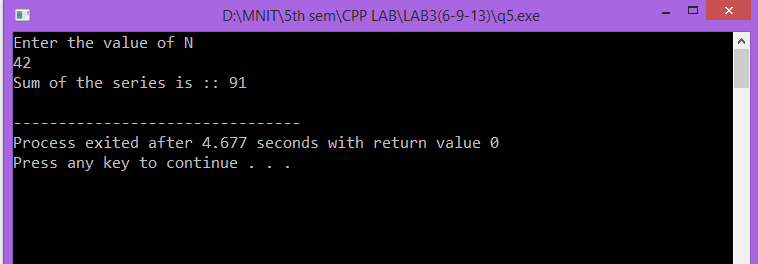 D:\MNIT\5th sem\CPP LAB\LAB3(6-9-13)\q5.exe
Enter the value of N
42
Sum of the series is :: 91
--------------------------------
Process exited after 4.677 seconds with return value 0
Press any key to continue . . .